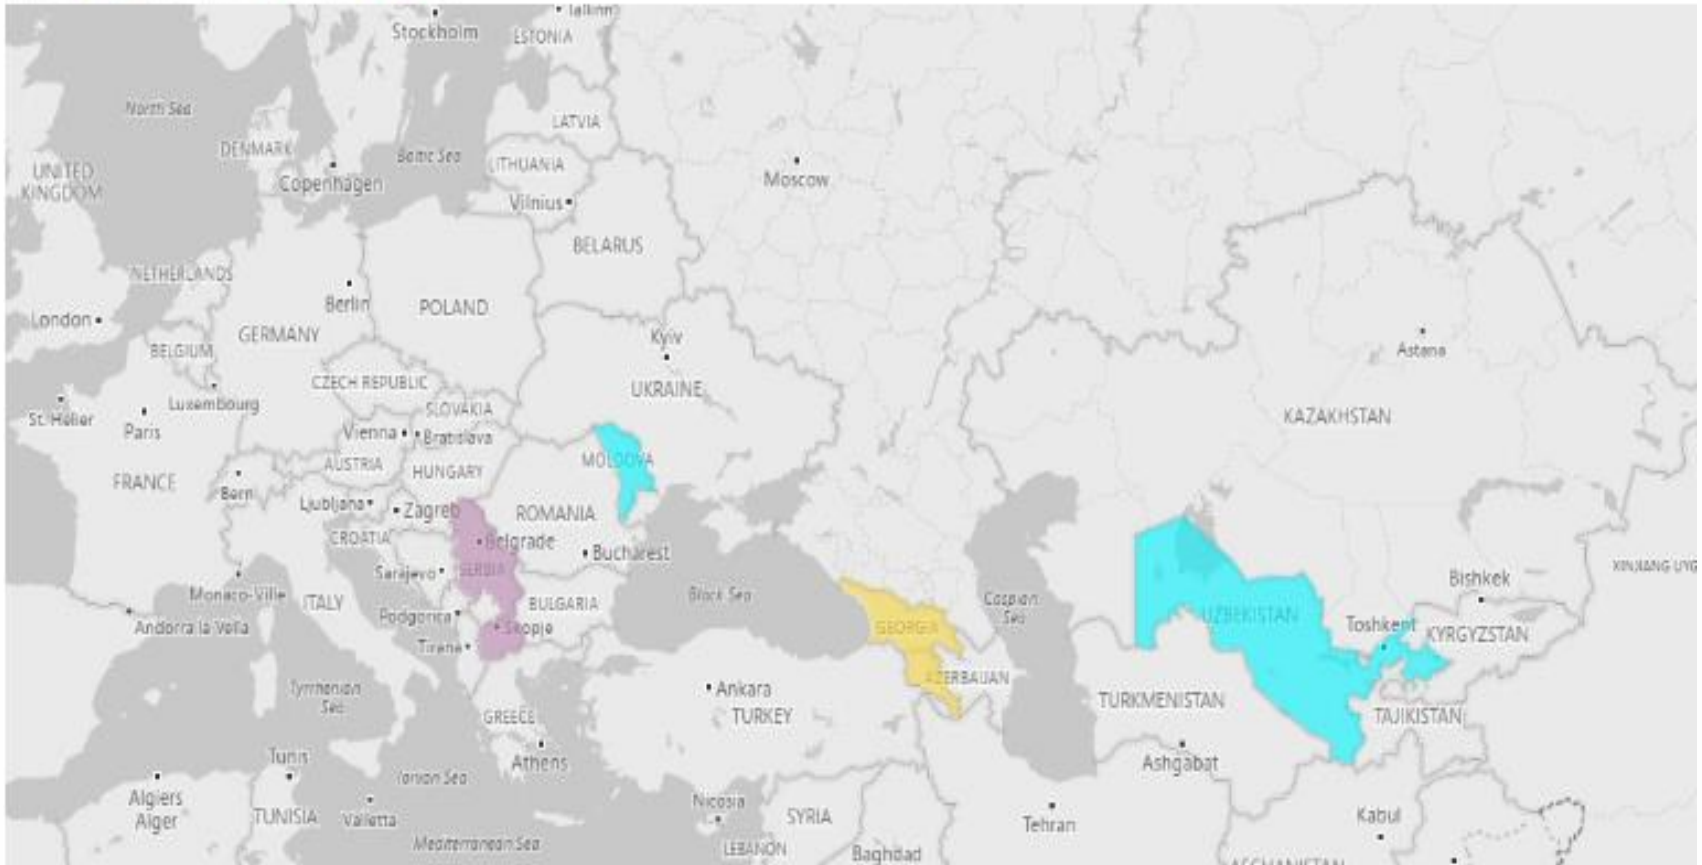 Tallinn
Stockholm
ESTONIA
North Sea
LATVIA
DENMARK
Baltic Sea
LITHUANIA
UNITED
KINGDOM
Copenhagen
Moscow
Vilnius
BELARUS
NETHERLANDS
Berlin
POLAND
London
GERMANY
Kyiv
BELGIUM
Astana
CZECH REPUBLIC
UKRAINE
Luxembourg
SLOVAKIA
St. Helier
KAZAKHSTAN
Paris
Vienna
Bratislava
AUSTRIA
MOLDOVA
HUNGARY
FRANCE
Bern
Ljubljana
Zagreb
ROMANIA
CROATIA
Belgrade
Bucharest
SERBIA
Sarajevo
XINJIANG UYG
Bishkek
Monaco-Ville
ITALY
BULGARIA
Black Sea
Caspian
Sea
Podgorica
UZBEKISTAN
Andorra la Vella
Skopje
GEORGIA
Toshkent
KYRGYZSTAN
Tirana
AZERBAIJAN
Tyrrhenian
Sea
Ankara
TURKMENISTAN
GREECE
TURKEY
TAJIKISTAN
Tunis
Athens
Ashgabat
Ionian Sea
Algiers
Alger
TUNISIA
Valletta
Nicosia
SYRIA
Tehran
Kabul
Mediterranean Sea
LEBANON
Baghdad
AFGHANISTAN